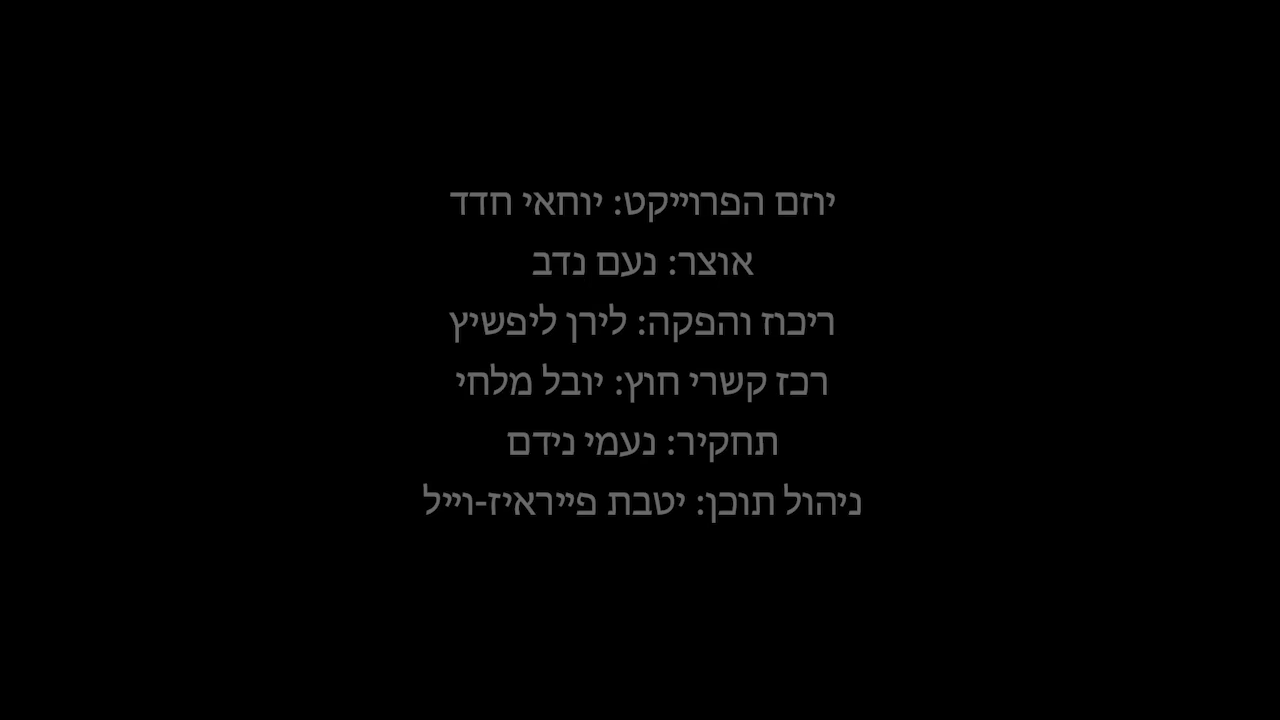 יוזם הפרוייקט: יוחאי חדד
אוצר: נעם נדב
ריכוז והפקה: לירן ליפשיץ
רכז קשרי חוץ: יובל מלחי
תחקיר: נעמי נידם
ניהול תוכן: יטבת פייראיז-וייל